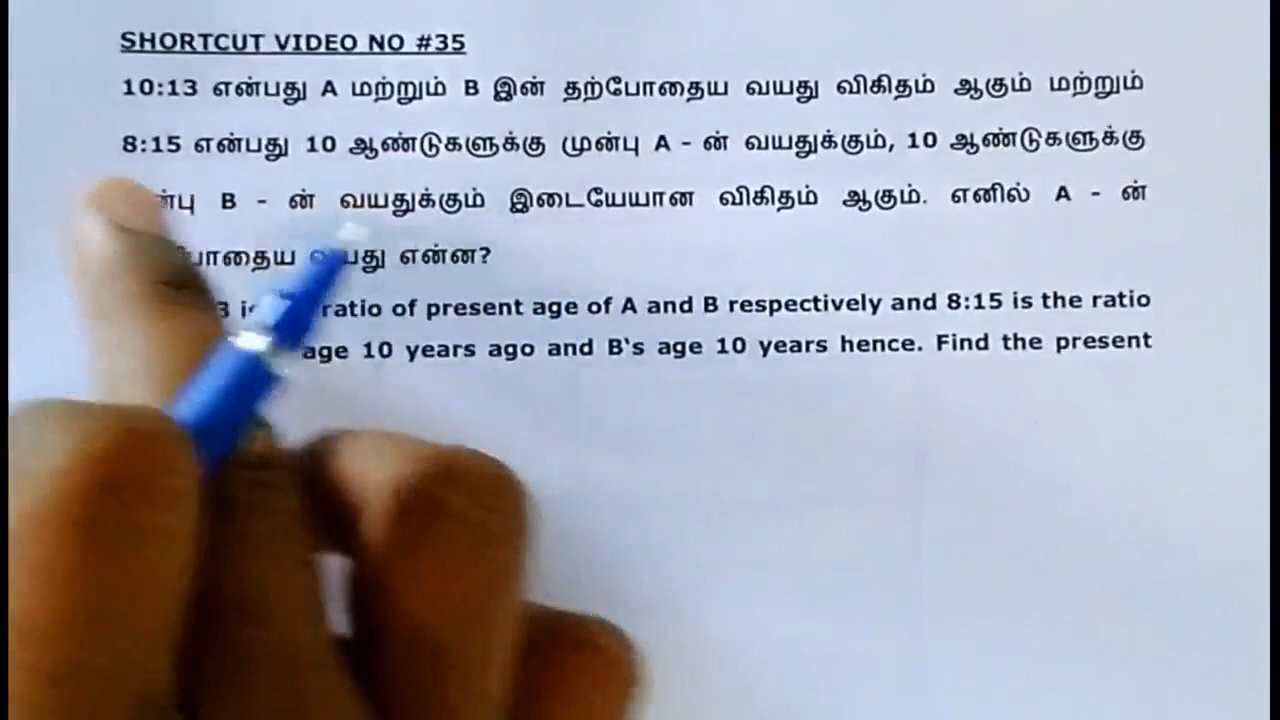 SHORTCUT VIDEO NO #35
10:13 என்பது A மற்றும் B இன் தற்போதைய வயது விகிதம் ஆகும் மற்றும்
8:15 என்பது 10 ஆண்டுகளுக்கு முன்பு A - ன் வயதுக்கும், 10 ஆண்டுகளுக்கு
B - ன் வயதுக்கும் இடையேயான விகிதம் ஆகும். எனில் A - ன்
என்ன?
ratio of present age of A and B respectively and 8:15 is the ratio
age 10 years ago and B's age 10 years hence. Find the present